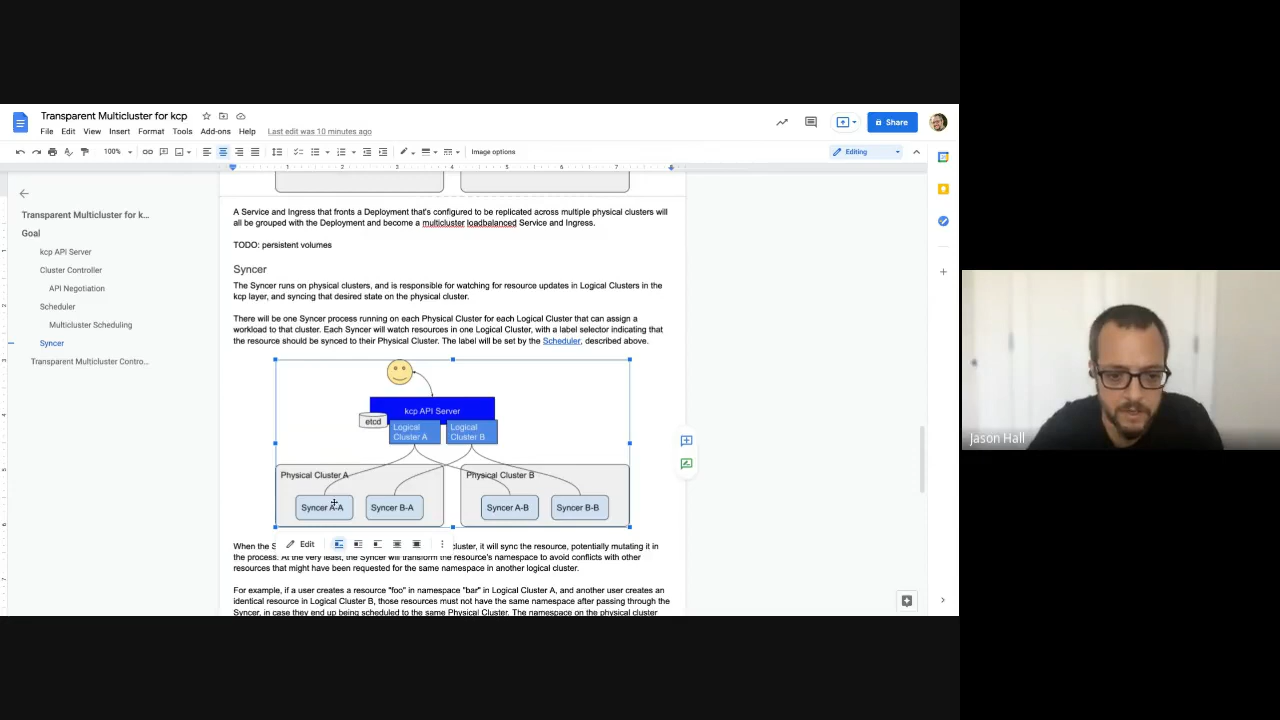 Transparent Multicluster for kcp
File Edit View Insert Format Tools Add-ons Help Last edit was 10 minutes ago
Share
100%
Image options
Editing
1 2 3 4 5 6 7
Transparent Multicluster for k...
Goal
kcp API Server
Cluster Controller
API Negotiation
Scheduler
Multicluster Scheduling
Syncer
Transparent Multicluster Contro...
A Service and Ingress that fronts a Deployment that's configured to be replicated across multiple physical clusters will
all be grouped with the Deployment and become a multicluster loadbalanced Service and Ingress.
TODO: persistent volumes
Syncer
The Syncer runs on physical clusters, and is responsible for watching for resource updates in Logical Clusters in the
kcp layer, and syncing that desired state on the physical cluster.
There will be one Syncer process running on each Physical Cluster for each Logical Cluster that can assign a
workload to that cluster. Each Syncer will watch resources in one Logical Cluster, with a label selector indicating that
the resource should be synced to their Physical Cluster. The label will be set by the Scheduler, described above.
kcp API Server
etcd
Logical
Cluster A
Logical
Cluster B
Physical Cluster A
Physical Cluster B
Syncer A-A
Syncer B-A
Syncer A-B
Syncer B-B
Edit
When the S cluster, it will sync the resource, potentially mutating it in
the process. At the very least, the Syncer will transform the resource's namespace to avoid conflicts with other
resources that might have been requested for the same namespace in another logical cluster.
For example, if a user creates a resource "foo" in namespace "bar" in Logical Cluster A, and another user creates an
identical resource in Logical Cluster B, those resources must not have the same namespace after passing through the
Syncer, in case they end up being scheduled to the same Physical Cluster. The namespace on the physical cluster
Jason Hall